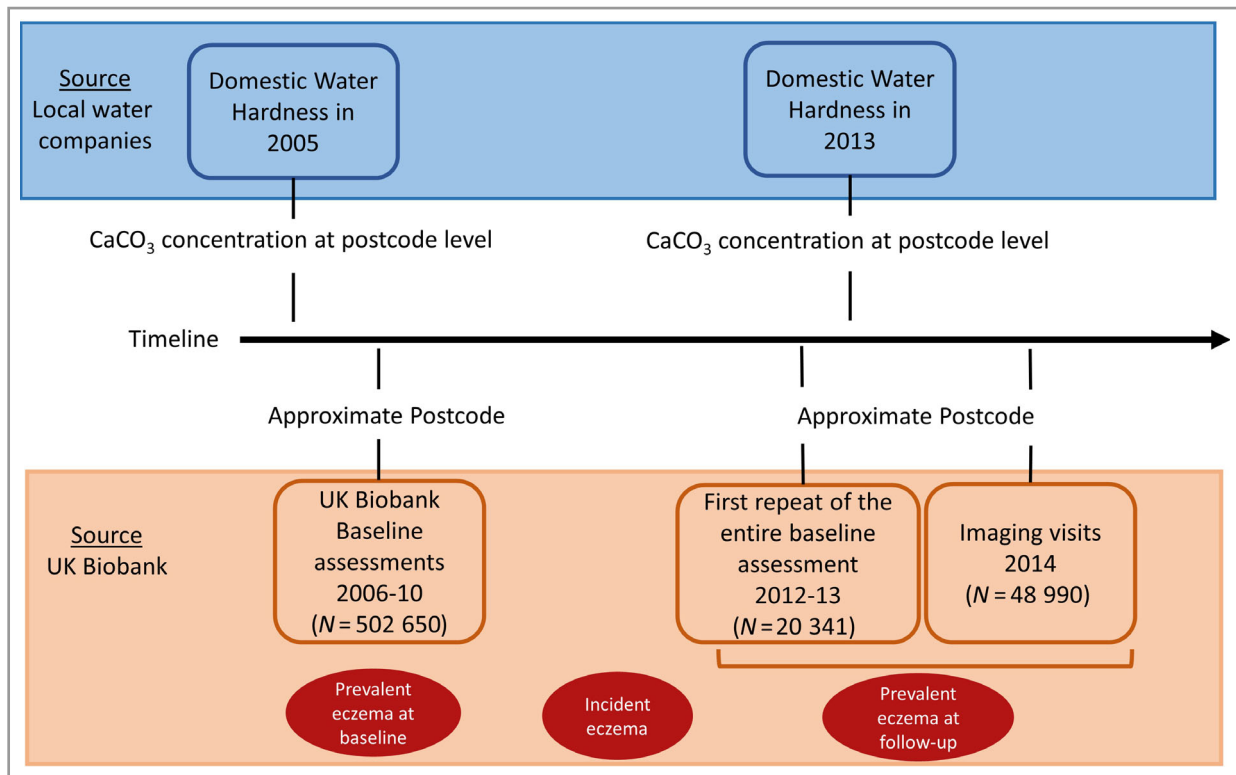 Source
Local water
companies
Domestic Water
Hardness in
2005
Domestic Water
Hardness in
2013
CaCO₃ concentration at postcode level
CaCO₃ concentration at postcode level
Timeline
Approximate Postcode
Approximate Postcode
Source
UK Biobank
UK Biobank
Baseline
assessments
2006-10
(N = 502 650)
First repeat of the
entire baseline
assessment
2012-13
(N = 20 341)
Imaging visits
2014
(N = 48 990)
Prevalent
eczema at
baseline
Incident
eczema
Prevalent
eczema at
follow-up